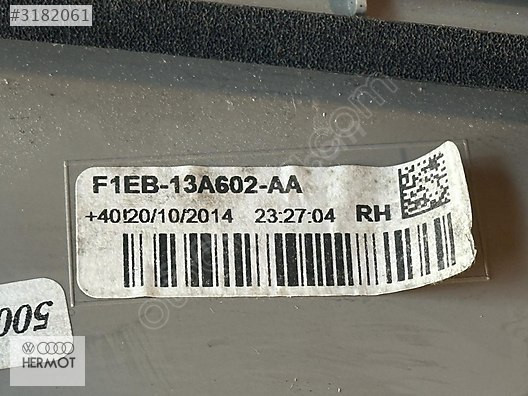 #3182061
F1EB-13A602-AA
+40!20/10/2014 23:27:04 RH
500
HERMOT